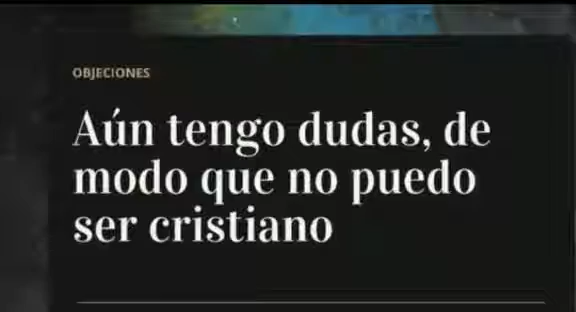 OBJECIONES
Aún tengo dudas, de
modo que no puedo
ser cristiano